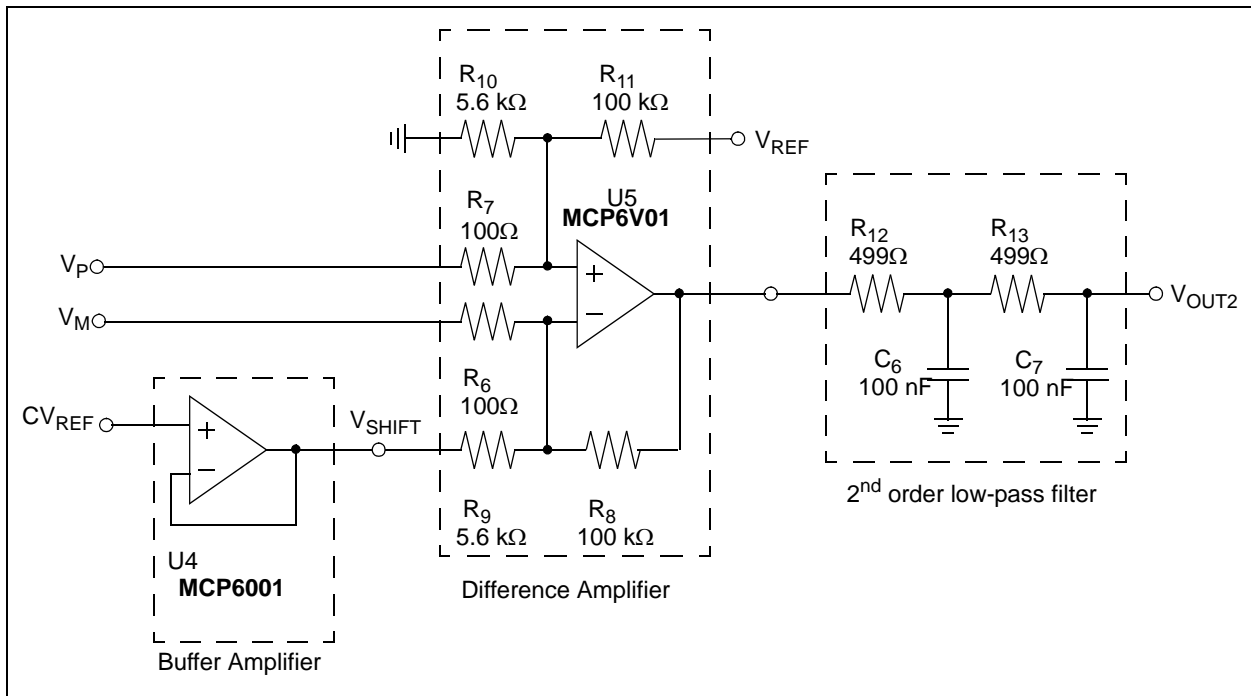 R10
5.6 kΩ
R11
100 kΩ
VREF
U5
MCP6V01
R7
100Ω
VP
VM
+
−
R12
499Ω
R13
499Ω
VOUT2
C6
100 nF
C7
100 nF
2nd order low-pass filter
R6
100Ω
CVREF
+
−
VSHIFT
R9
5.6 kΩ
R8
100 kΩ
U4
MCP6001
Difference Amplifier
Buffer Amplifier